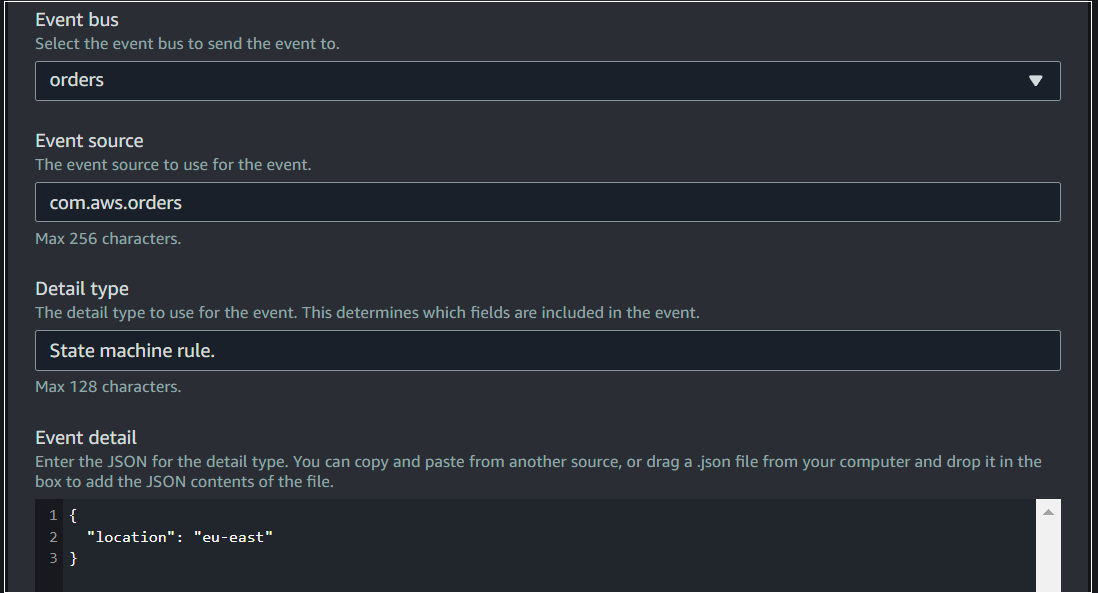 Event bus
Select the event bus to send the event to.
orders
Event source
The event source to use for the event.
com.aws.orders
Max 256 characters.
Detail type
The detail type to use for the event. This determines which fields are included in the event.
State machine rule.
Max 128 characters.
Event detail
Enter the JSON for the detail type. You can copy and paste from another source, or drag a .json file from your computer and drop it in the
box to add the JSON contents of the file.
1 {
2 "location": "eu-east"
3 }